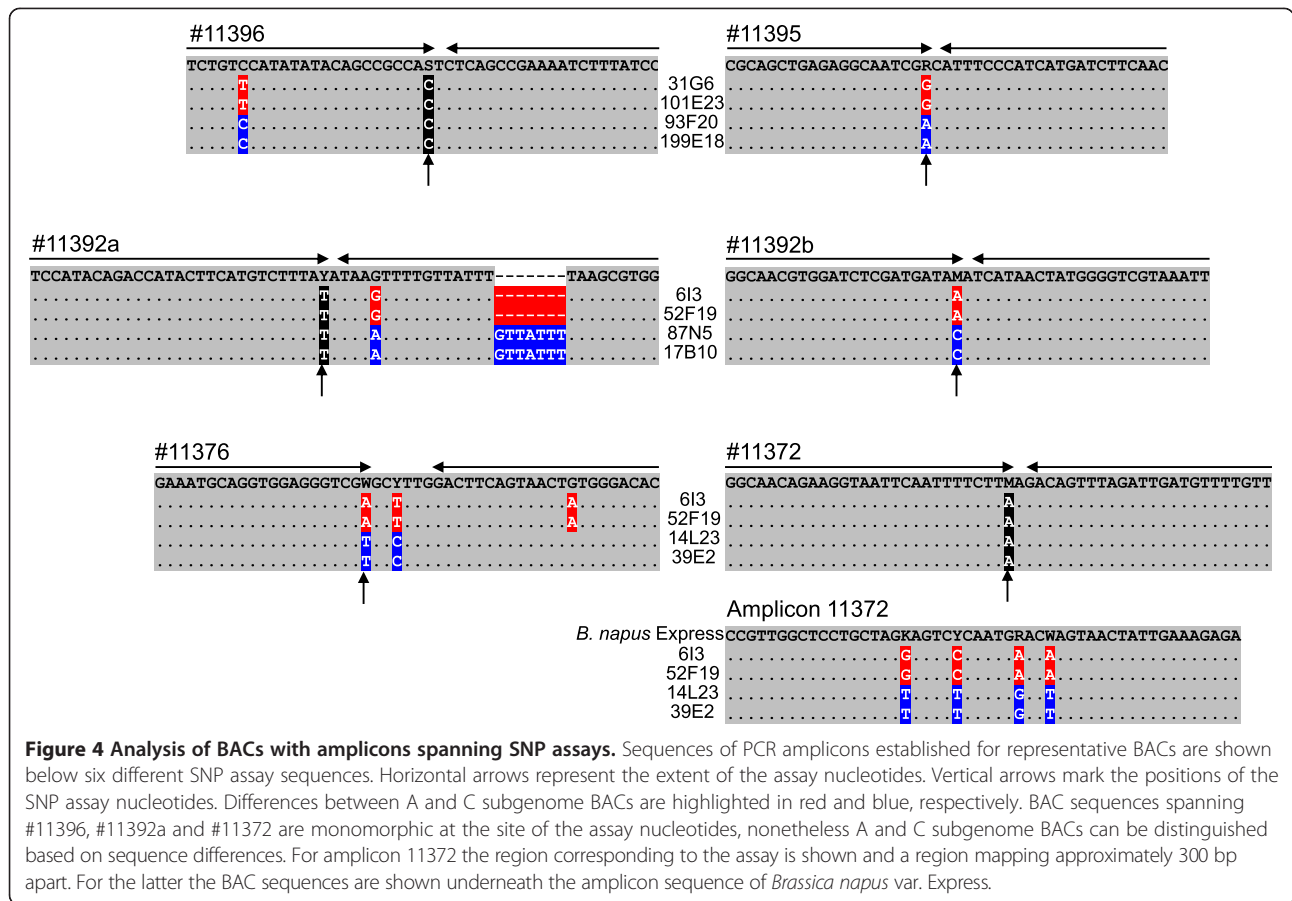 #11396 #11395
TCTGTCCATATATACAGCCGCCASTCTCAGCCGAAAATCTTTATCC CGCAGCTGAGAGGCAATCGRCATTTCCCATCATGATCTTCAAC
.....T.................C...................... 31G6 ...................G.......................
.....T.................C...................... 101E23 ...................G.......................
.....C.................C...................... 93F20 ...................A.......................
.....C.................C...................... 199E18 ...................A.......................
#11392a #11392b
TCCATACAGACCATACTTCATGTCTTTAYATAAGTTTTGTTATTT-------TAAGCGTGG GGCAACGTGGATCTCGATGATAMATCATAACTATGGGGTCGTAAATT
............................T....G...........-------......... 6I3 ......................A........................
............................T....G...........-------......... 52F19 ......................A........................
............................T....A...........GTTATTT......... 87N5 ......................C........................
............................T....A...........GTTATTT......... 17B10 ......................C........................
#11376 #11372
GAAATGCAGGTGGAGGGTCGWGCYTTGGACTTCAGTAACTGTGGGACAC GGCAACAGAAGGTAATTCAATTTTCTTMAGACAGTTTAGATTGATGTTTTGTT
....................A..T................A........ 6I3 ...........................A.........................
....................A..T................A........ 52F19 ...........................A.........................
....................T..C......................... 14L23 ...........................A.........................
....................T..C......................... 39E2 ...........................A.........................
Amplicon 11372
B. napus Express CCGTTGGCTCCTGCTAGKAGTCYCAATGRACWAGTAACTATTGAAAGAGA
6I3 .................G....C.....A..A..................
52F19 .................G....C.....A..A..................
14L23 .................T....T.....G..T..................
39E2 .................T....T.....G..T..................
Figure 4 Analysis of BACs with amplicons spanning SNP assays. Sequences of PCR amplicons established for representative BACs are shown
below six different SNP assay sequences. Horizontal arrows represent the extent of the assay nucleotides. Vertical arrows mark the positions of the
SNP assay nucleotides. Differences between A and C subgenome BACs are highlighted in red and blue, respectively. BAC sequences spanning
#11396, #11392a and #11372 are monomorphic at the site of the assay nucleotides, nonetheless A and C subgenome BACs can be distinguished
based on sequence differences. For amplicon 11372 the region corresponding to the assay is shown and a region mapping approximately 300 bp
apart. For the latter the BAC sequences are shown underneath the amplicon sequence of Brassica napus var. Express.